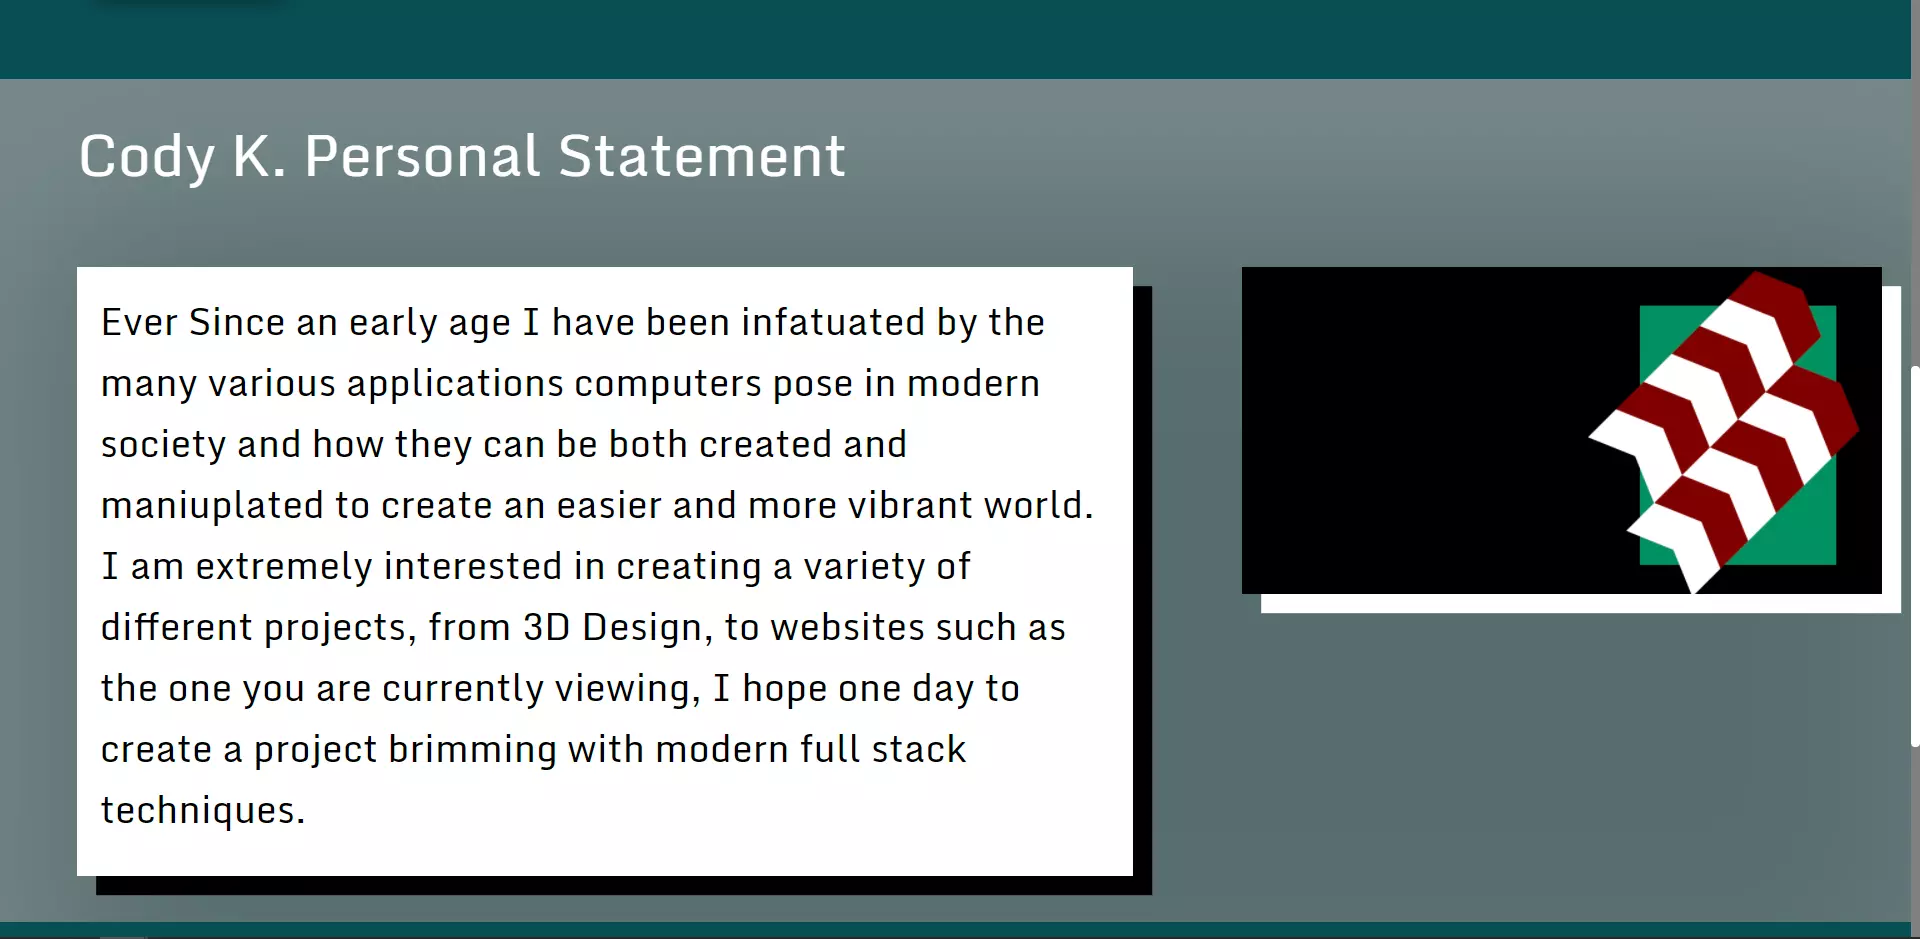 Cody K. Personal Statement
Ever Since an early age I have been infatuated by the
many various applications computers pose in modern
society and how they can be both created and
maniuplated to create an easier and more vibrant world.
I am extremely interested in creating a variety of
different projects, from 3D Design, to websites such as
the one you are currently viewing, I hope one day to
create a project brimming with modern full stack
techniques.